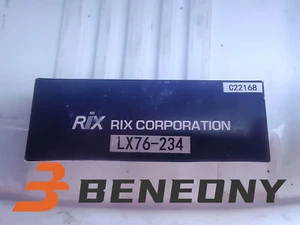 C22168
RiX RIX CORPORATION
LX76-234
BENEONY